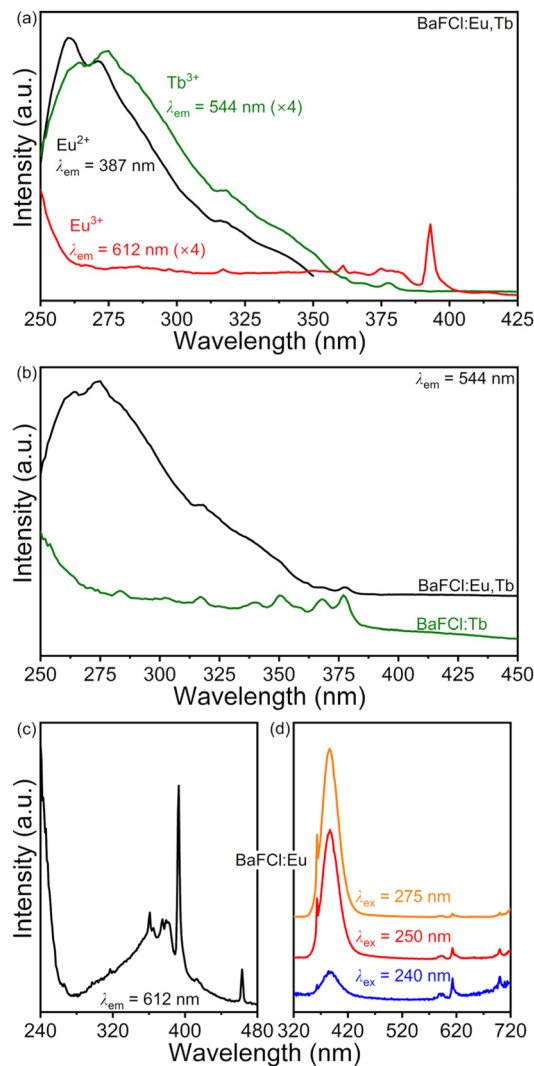 (a)
BaFCl:Eu,Tb
Tb³⁺
λem = 544 nm (×4)
Eu²⁺
λem = 387 nm
Eu³⁺
λem = 612 nm (×4)
Intensity (a.u.)
250 275 300 325 350 375 400 425
Wavelength (nm)
(b)
λem = 544 nm
BaFCl:Eu,Tb
BaFCl:Tb
Intensity (a.u.)
250 275 300 325 350 375 400 425 450
Wavelength (nm)
(c)
(d)
BaFCl:Eu
λex = 275 nm
λex = 250 nm
λex = 240 nm
λem = 612 nm
Intensity (a.u.)
240 320 400 480
320 420 520 620 720
Wavelength (nm)